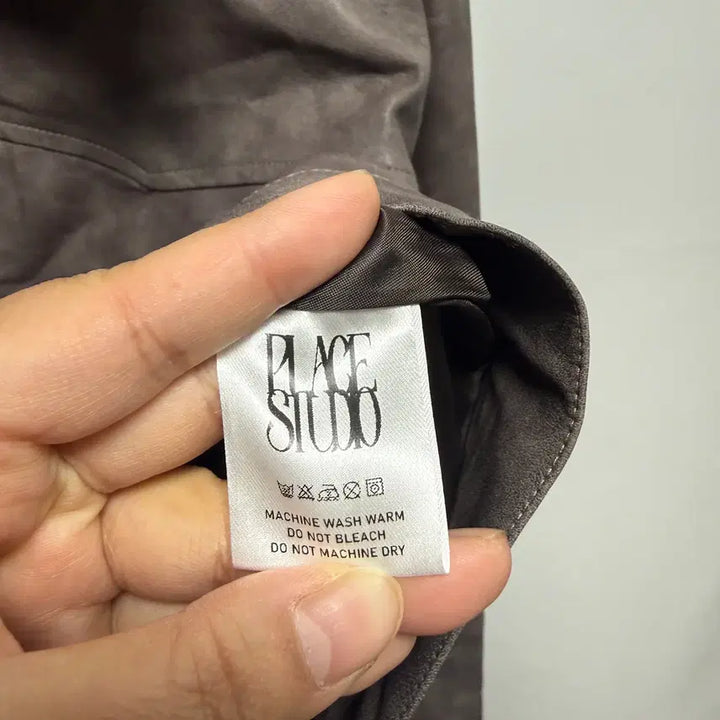 PLACE
STUDIO
MACHINE WASH WARM
DO NOT BLEACH
DO NOT MACHINE DRY